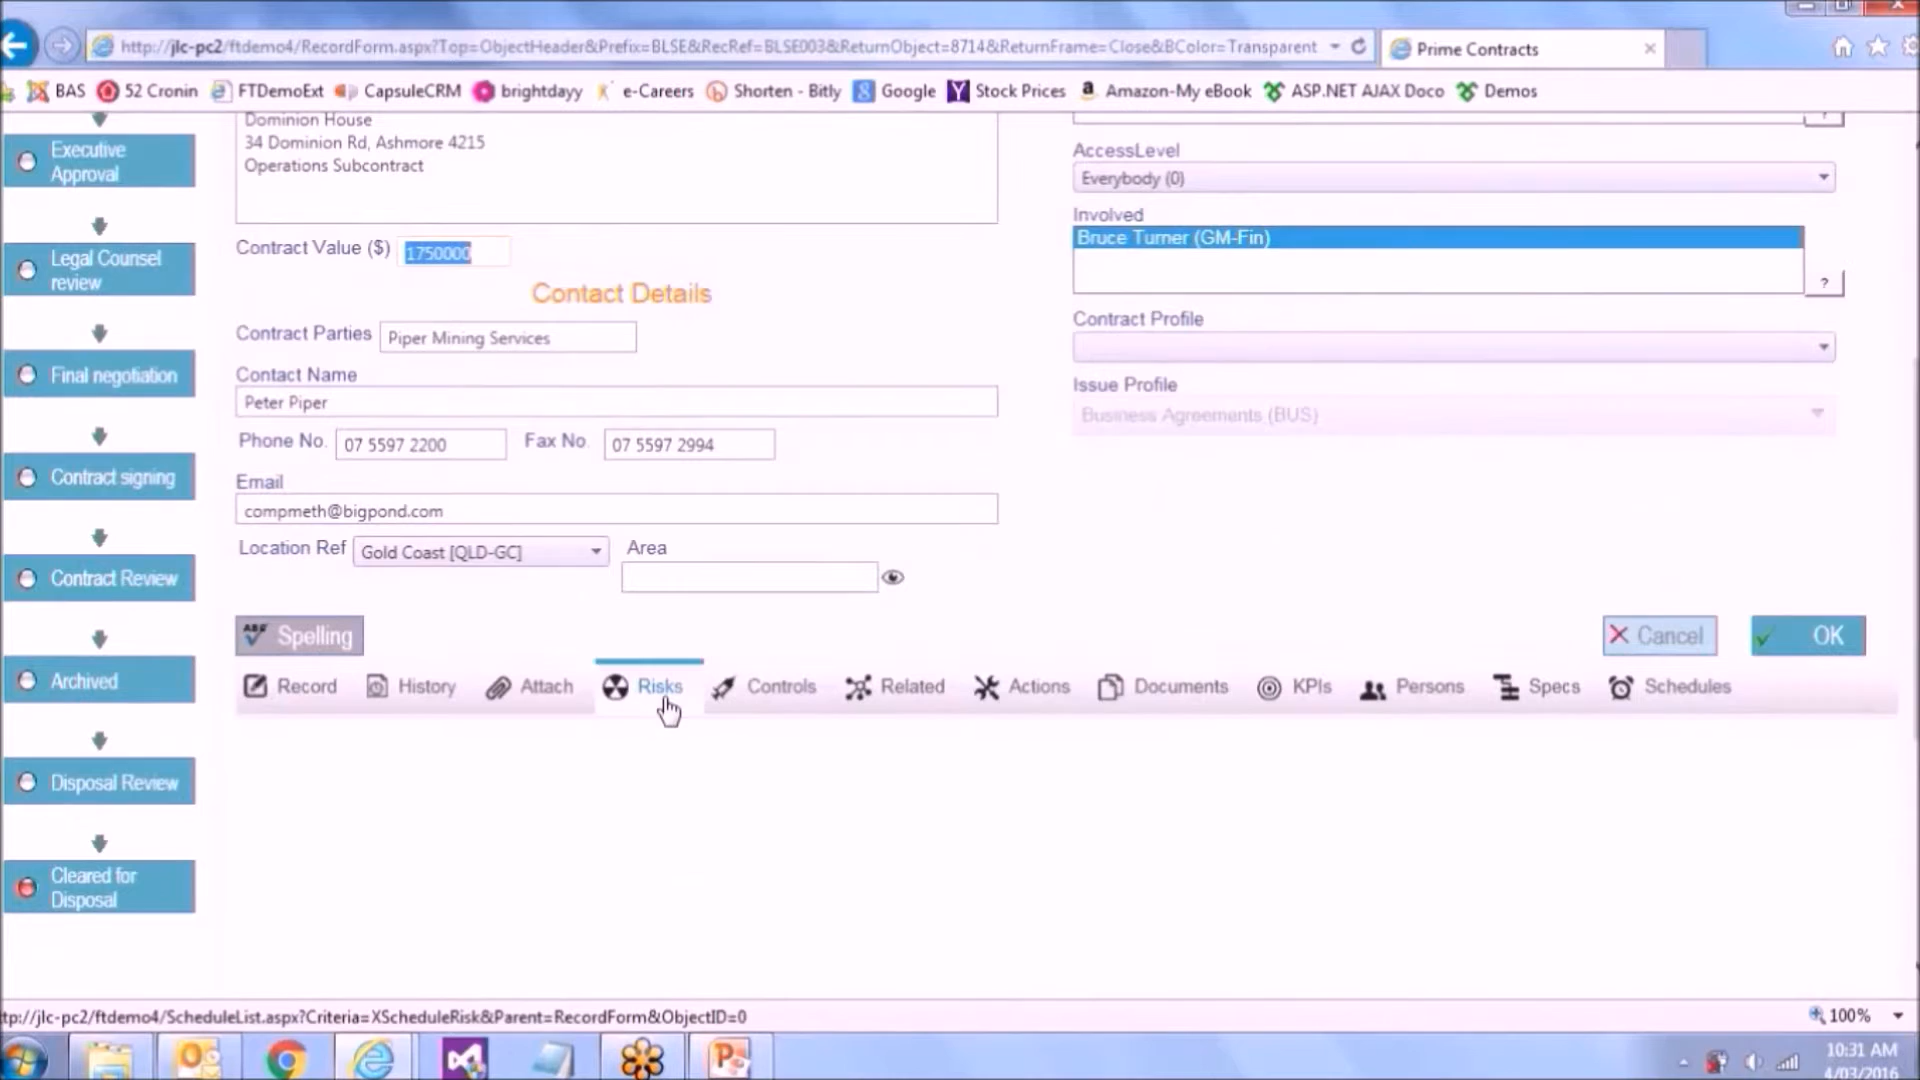 http://jlc-pc2/ftdemo4/RecordForm.aspx?Top=ObjectHeader&Prefix=BLSE&RecRef=BLSE003&ReturnObject=8714&ReturnFrame=Close&BColor=Transparent
Prime Contracts
BAS
52 Cronin
FTDemoExt
CapsuleCRM
brightdayy
e-Careers
Shorten - Bitly
Google
Stock Prices
Amazon-My eBook
ASP.NET AJAX Doco
Demos
Executive
Approval
Legal Counsel
review
Final negotiation
Contract signing
Contract Review
Archived
Disposal Review
Cleared for
Disposal
Dominion House
34 Dominion Rd, Ashmore 4215
Operations Subcontract
Contract Value ($) 1750000
Contact Details
Contract Parties Piper Mining Services
Contact Name
Peter Piper
Phone No. 07 5597 2200 Fax No 07 5597 2994
Email
compmeth@bigpond.com
Location Ref Gold Coast [QLD-GC] Area
?
AccessLevel
Everybody (0)
Involved
Bruce Turner (GM-Fin)
?
Contract Profile
Issue Profile
Business Agreements (BUS)
ABC Spelling
Cancel
OK
Record
History
Attach
Risks
Controls
Related
Actions
Documents
KPIs
Persons
Specs
Schedules
tp://jlc-pc2/ftdemo4/ScheduleList.aspx?Criteria=XScheduleRisk&Parent=RecordForm&ObjectID=0
100%
10:31 AM
4/03/2016